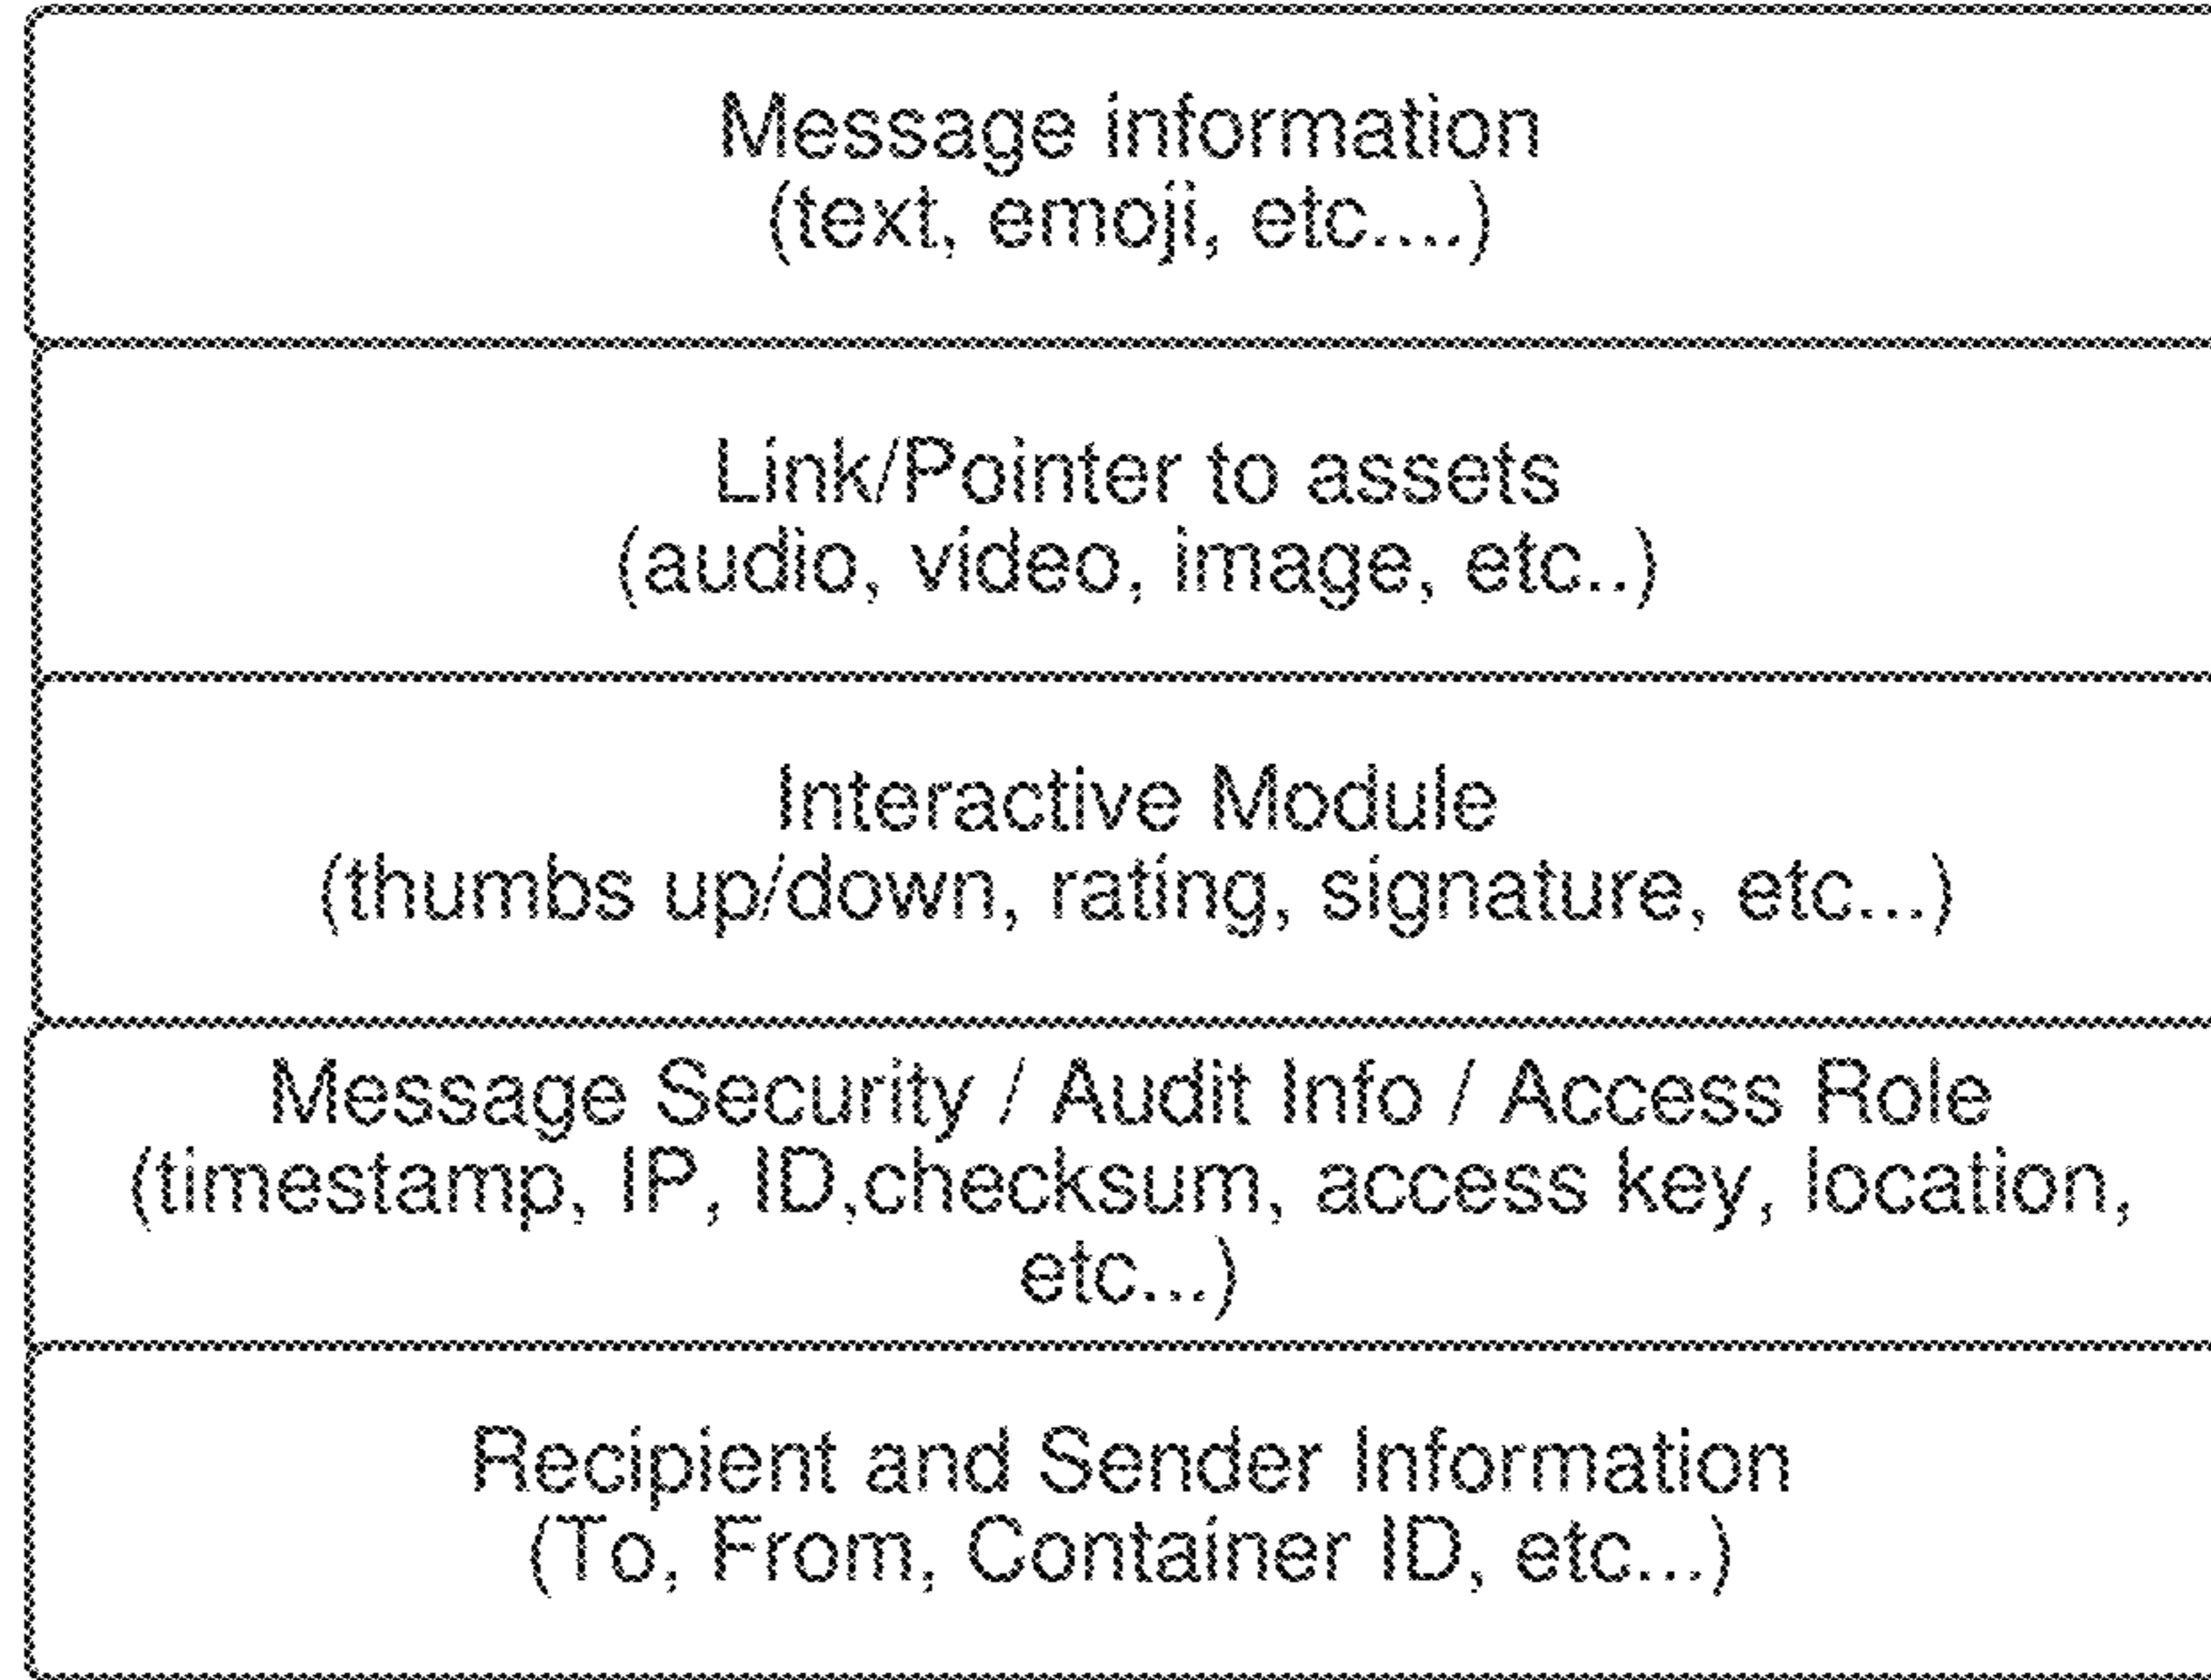 Message information
(text, emoji, etc....)
Link/Pointer to assets
(audio, video, image, etc..)
Interactive Module
(thumbs up/down, rating, signature, etc...)
Message Security / Audit Info / Access Role
(timestamp, IP, ID,checksum, access key, location,
etc...)
Recipient and Sender Information
(To, From, Container ID, etc...)